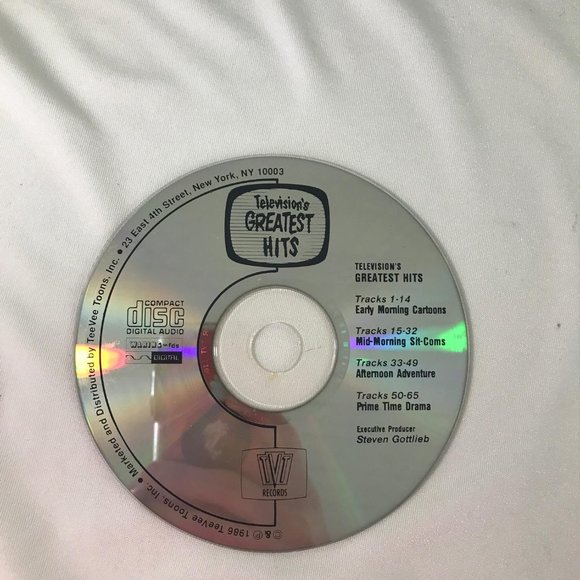 Marketed and Distributed by TeeVee Toons, Inc. • 23 East 4th Street, New York, NY 10003
Television's
GREATEST
HITS
TELEVISION'S
GREATEST HITS
Tracks 1-14
Early Morning Cartoons
Tracks 15-32
Mid-Morning Sit-Coms
Tracks 33-49
Afternoon Adventure
Tracks 50-65
Prime Time Drama
Executive Producer
Steven Gottlieb
COMPACT
disc
DIGITAL AUDIO
DIGITAL
TVT
RECORDS
© & ℗ 1986 TeeVee Toons, Inc. •